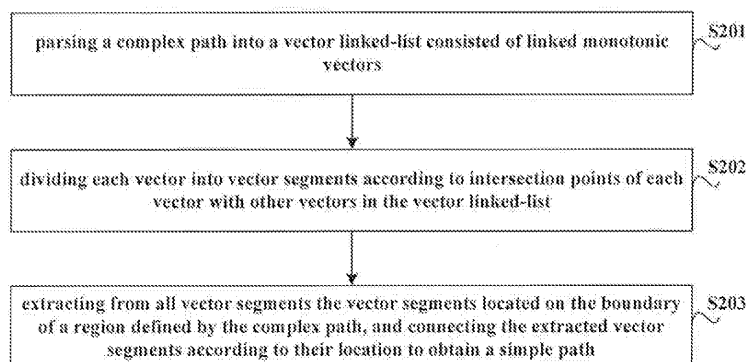 parsing a complex path into a vector linked-list consisted of linked monotonic
vectors
S201
dividing each vector into vector segments according to intersection points of each
vector with other vectors in the vector linked-list
S202
extracting from all vector segments the vector segments located on the boundary
of a region defined by the complex path, and connecting the extracted vector
segments according to their location to obtain a simple path
S203